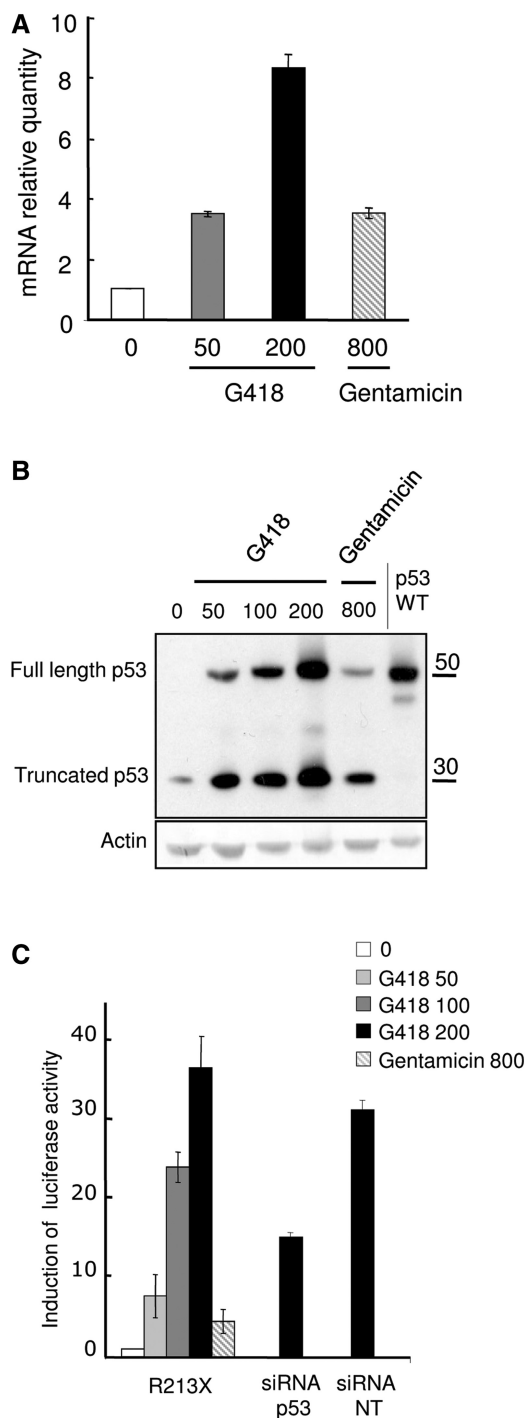 A
10
8
6
4
2
0
mRNA relative quantity
0 50 200 800
G418 Gentamicin
B
G418 Gentamicin
p53
WT
0 50 100 200 800
Full length p53 50
Truncated p53 30
Actin
C
0
G418 50
G418 100
G418 200
Gentamicin 800
40
30
20
10
0
Induction of luciferase activity
R213X siRNA siRNA
p53 NT